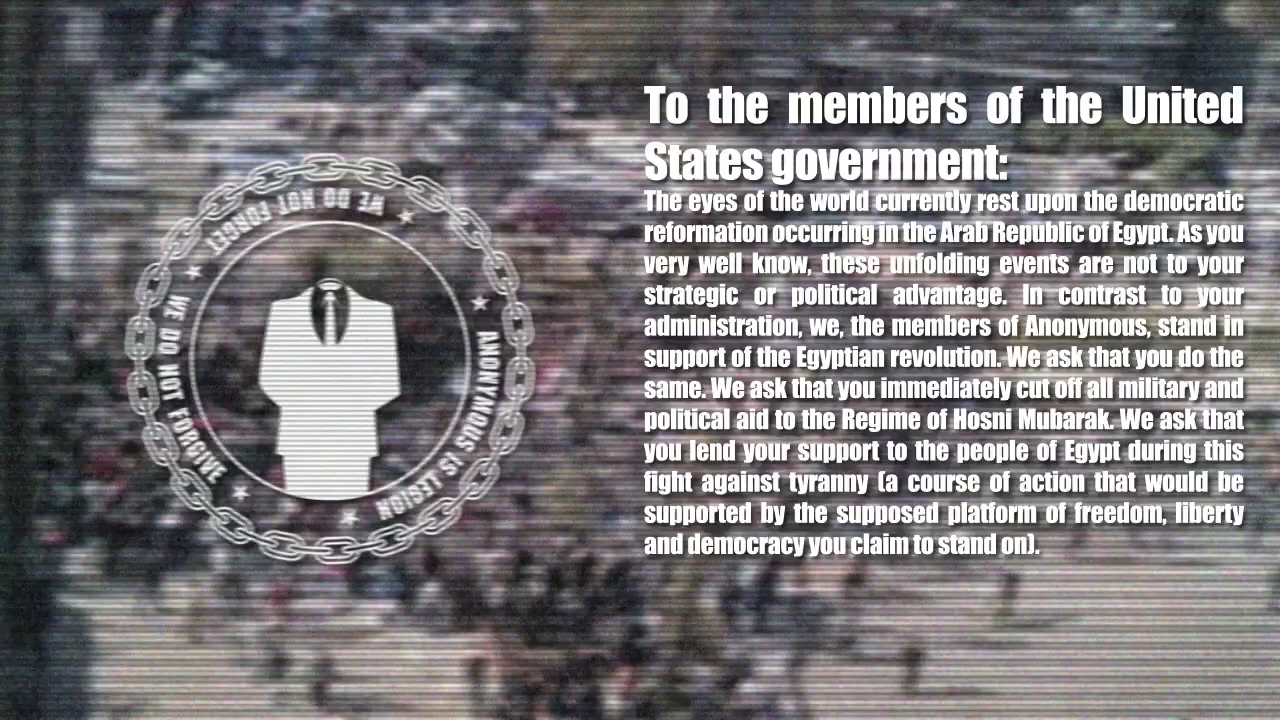 To the members of the United
States government:
The eyes of the world currently rest upon the democratic
reformation occurring in the Arab Republic of Egypt. As you
very well know, these unfolding events are not to your
strategic or political advantage. In contrast to your
administration, we, the members of Anonymous, stand in
support of the Egyptian revolution. We ask that you do the
same. We ask that you immediately cut off all military and
political aid to the Regime of Hosni Mubarak. We ask that
you lend your support to the people of Egypt during this
fight against tyranny (a course of action that would be
supported by the supposed platform of freedom, liberty
and democracy you claim to stand on).
WE DO NOT FORGIVE
WE DO NOT FORGET
ANONYMOUS IS LEGION